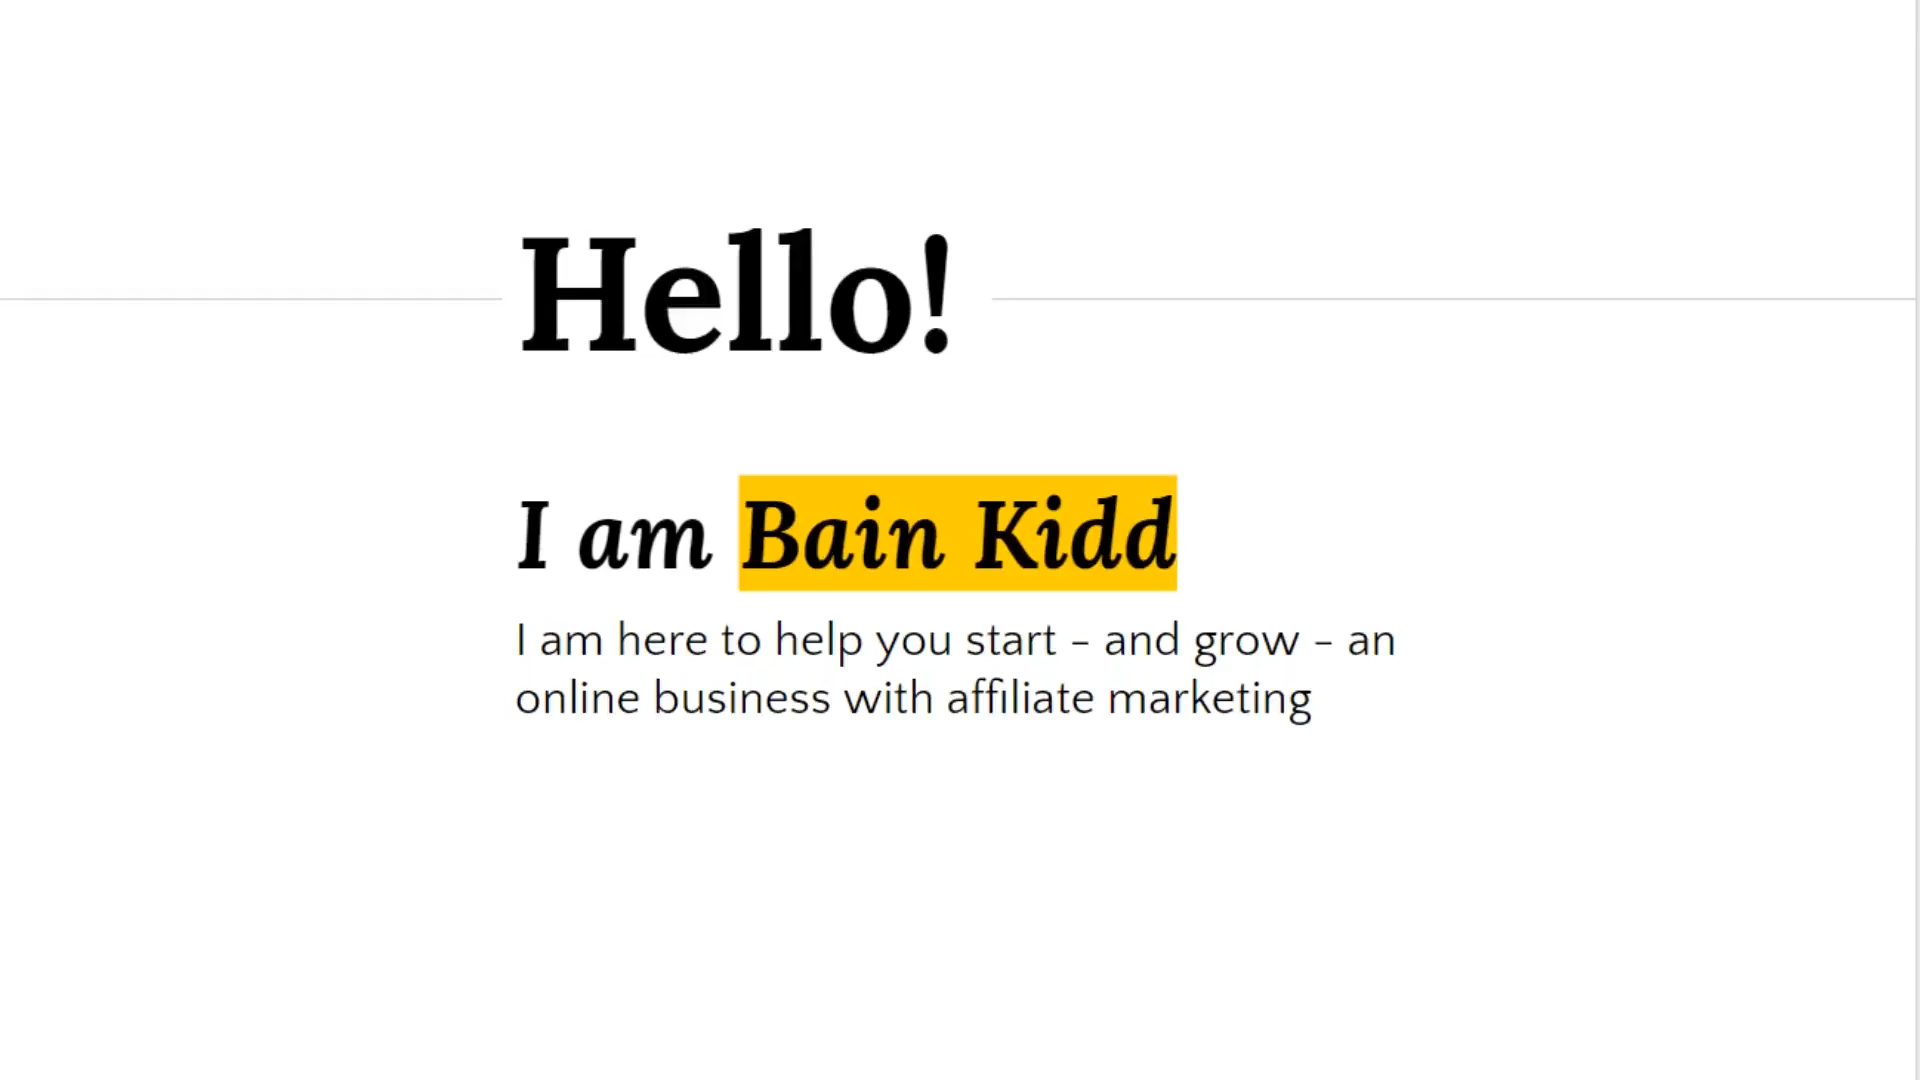 Hello!
I am Bain Kidd
I am here to help you start - and grow - an
online business with affiliate marketing